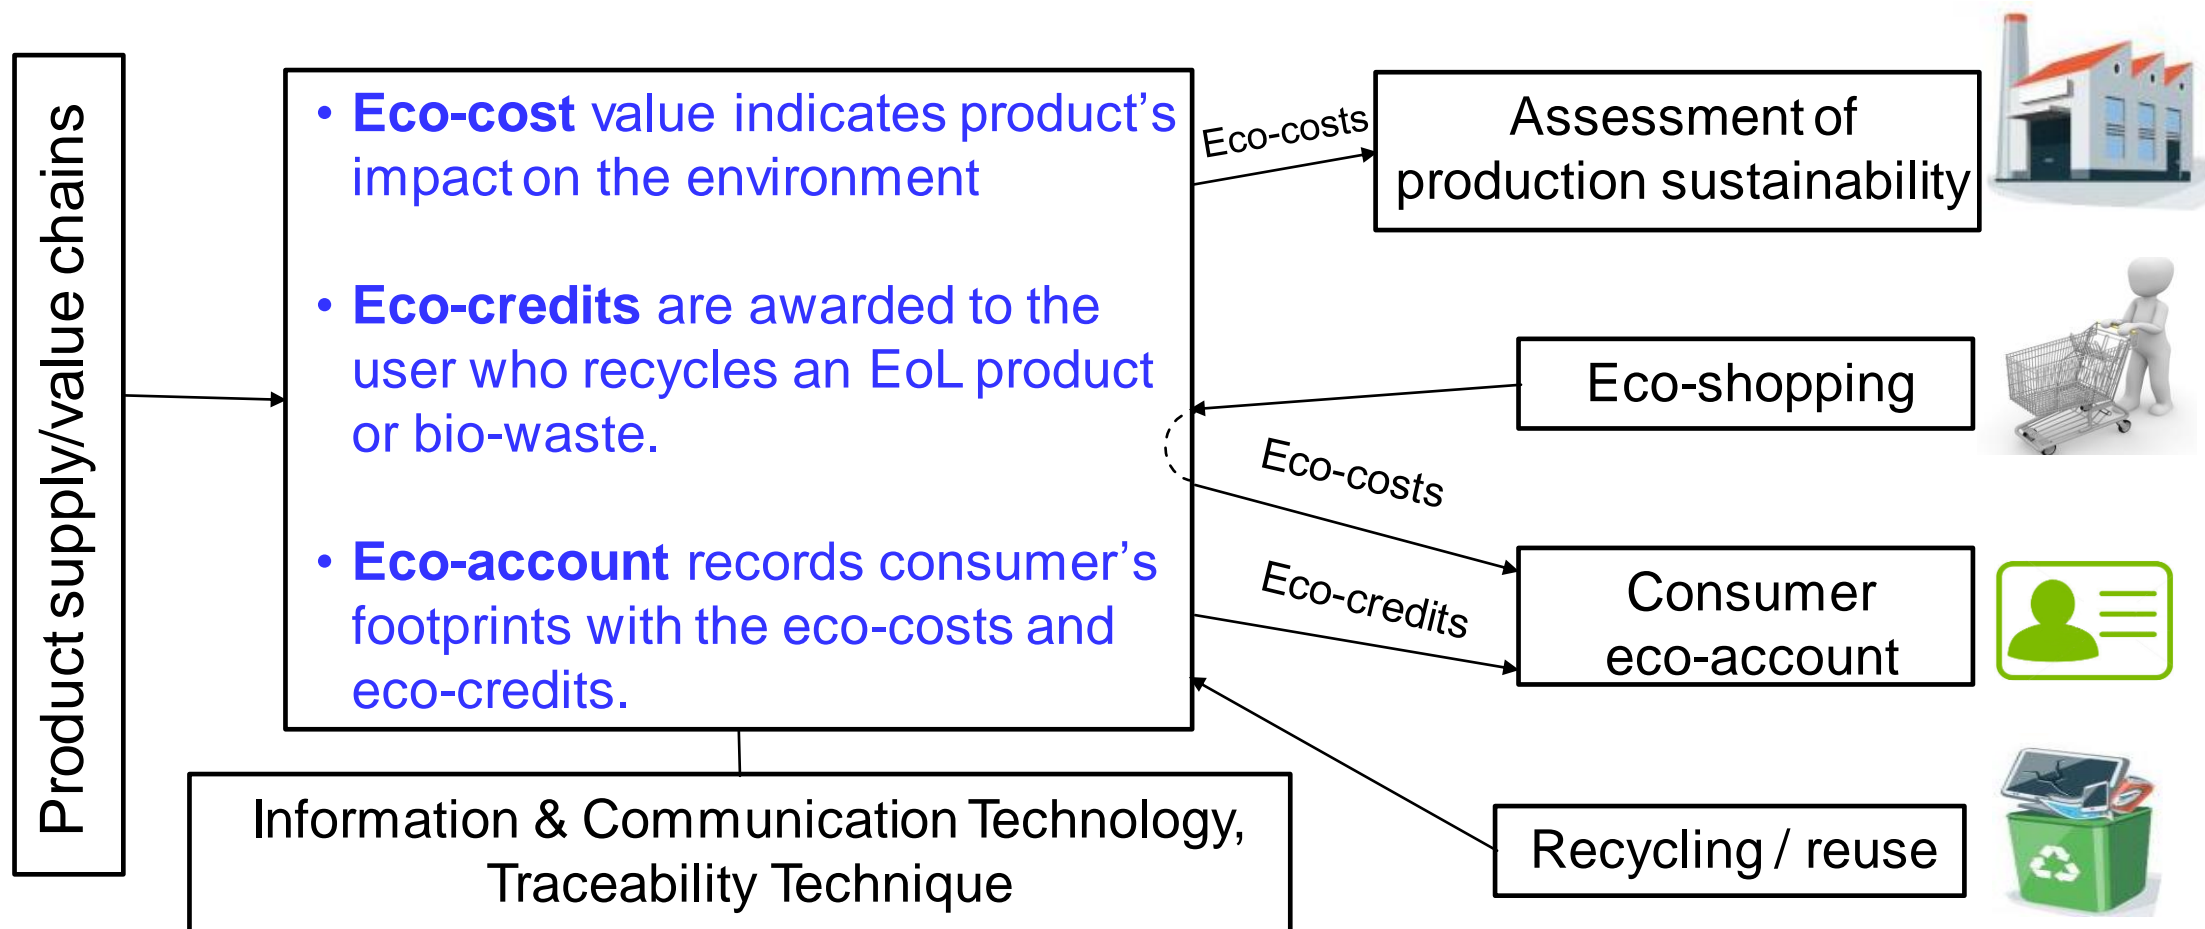 Product supply/value chains
• Eco-cost value indicates product’s
impact on the environment
• Eco-credits are awarded to the
user who recycles an EoL product
or bio-waste.
• Eco-account records consumer’s
footprints with the eco-costs and
eco-credits.
Information & Communication Technology,
Traceability Technique
Eco-costs
Assessment of
production sustainability
Eco-shopping
Eco-costs
Eco-credits
Consumer
eco-account
Recycling / reuse